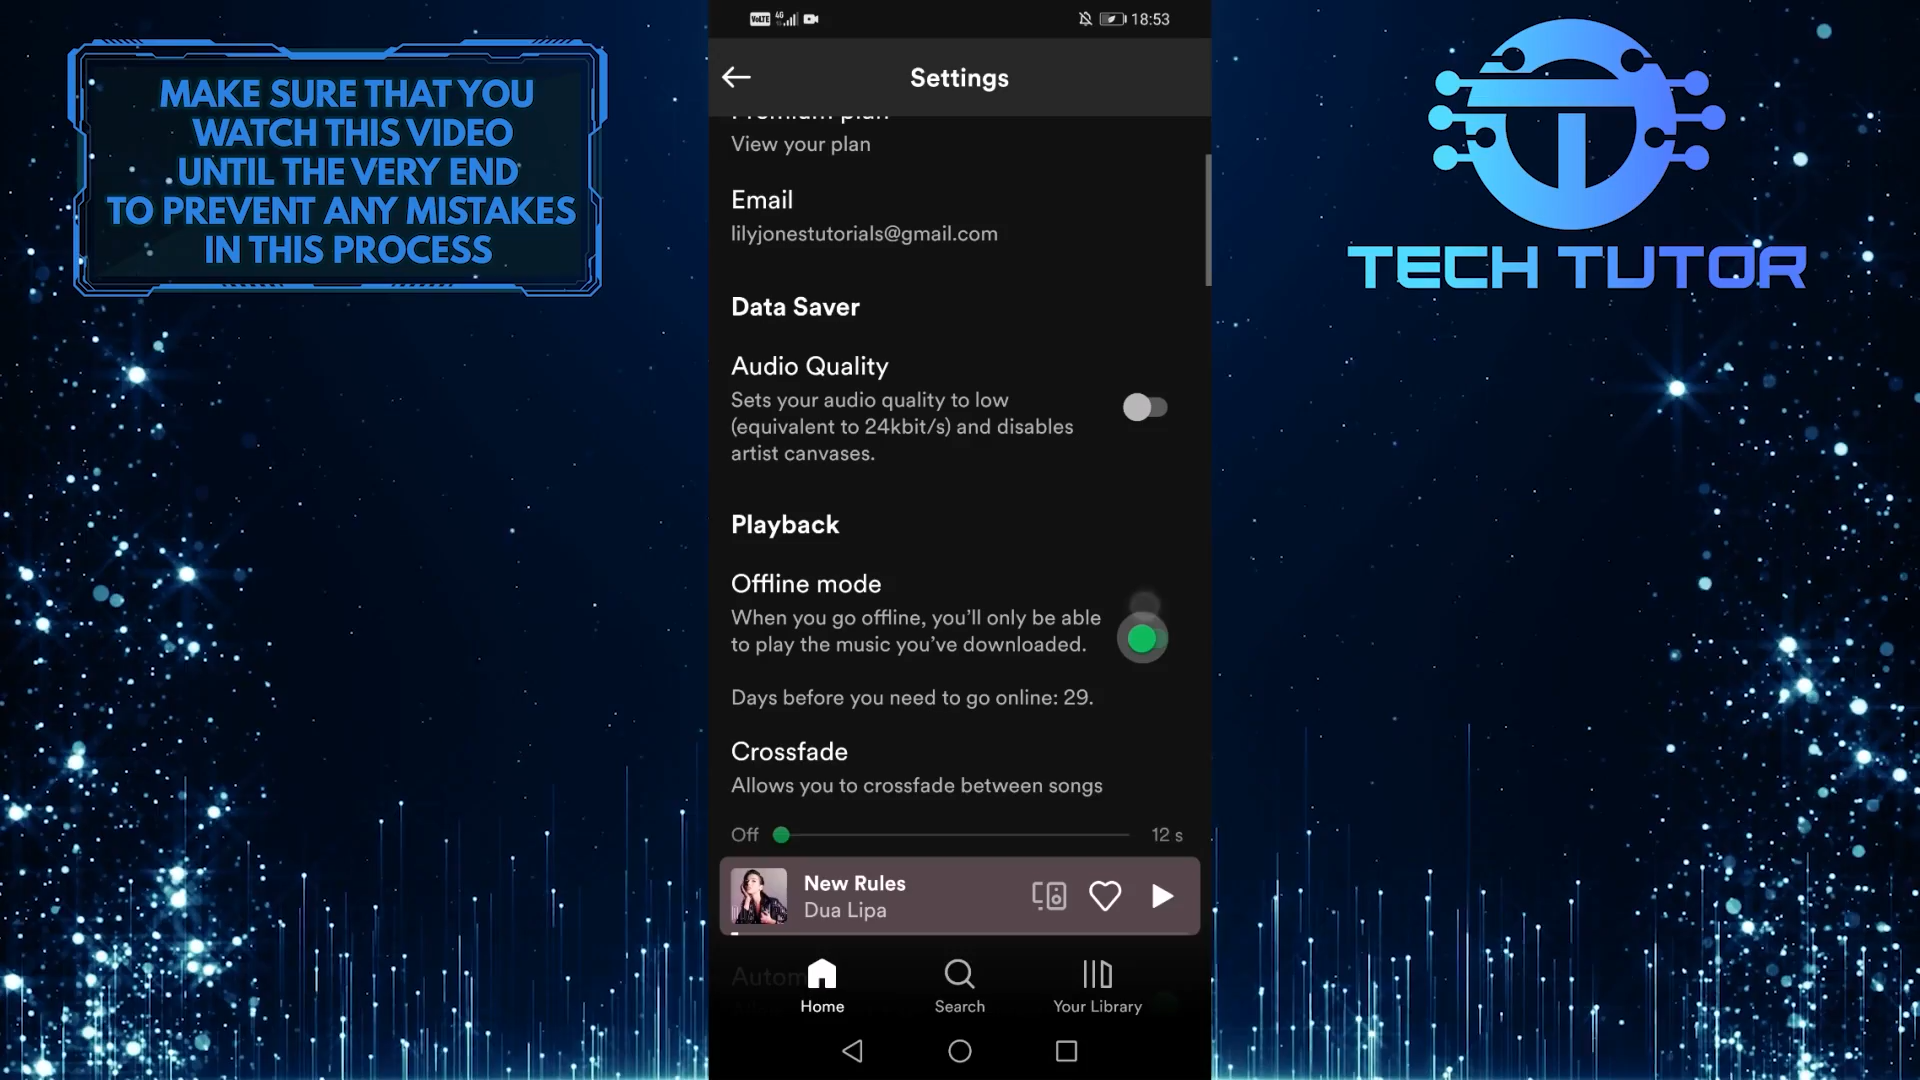 MAKE SURE THAT YOU
WATCH THIS VIDEO
UNTIL THE VERY END
TO PREVENT ANY MISTAKES
IN THIS PROCESS
VoLTE 4G 18:53
Settings
Premium plan
View your plan
Email
lilyjonestutorials@gmail.com
Data Saver
Audio Quality
Sets your audio quality to low
(equivalent to 24kbit/s) and disables
artist canvases.
Playback
Offline mode
When you go offline, you'll only be able
to play the music you've downloaded.
Days before you need to go online: 29.
Crossfade
Allows you to crossfade between songs
Off 12 s
New Rules
Dua Lipa
Home Search Your Library
TECH TUTOR